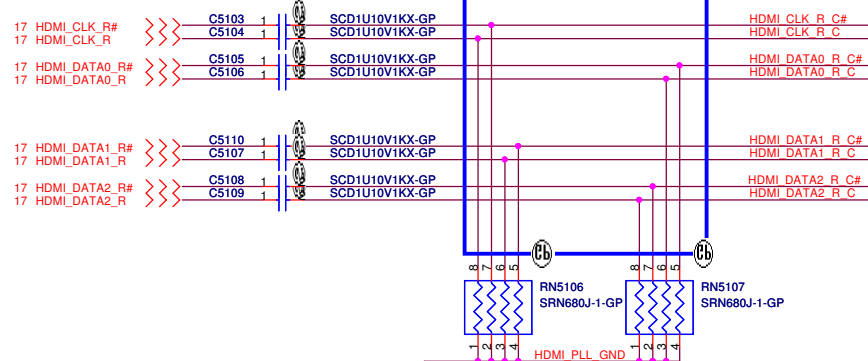 17 HDMI_CLK_R# C5103 1 SCD1U10V1KX-GP HDMI_CLK_R_C#
17 HDMI_CLK_R C5104 1 SCD1U10V1KX-GP HDMI_CLK_R_C
17 HDMI_DATA0_R# C5105 1 SCD1U10V1KX-GP HDMI_DATA0_R_C#
17 HDMI_DATA0_R C5106 1 SCD1U10V1KX-GP HDMI_DATA0_R_C
17 HDMI_DATA1_R# C5110 1 SCD1U10V1KX-GP HDMI_DATA1_R_C#
17 HDMI_DATA1_R C5107 1 SCD1U10V1KX-GP HDMI_DATA1_R_C
17 HDMI_DATA2_R# C5108 1 SCD1U10V1KX-GP HDMI_DATA2_R_C#
17 HDMI_DATA2_R C5109 1 SCD1U10V1KX-GP HDMI_DATA2_R_C
8 7 6 5 8 7 6 5
RN5106 RN5107
SRN680J-1-GP SRN680J-1-GP
1 2 3 4 1 2 3 4
HDMI_PLL_GND